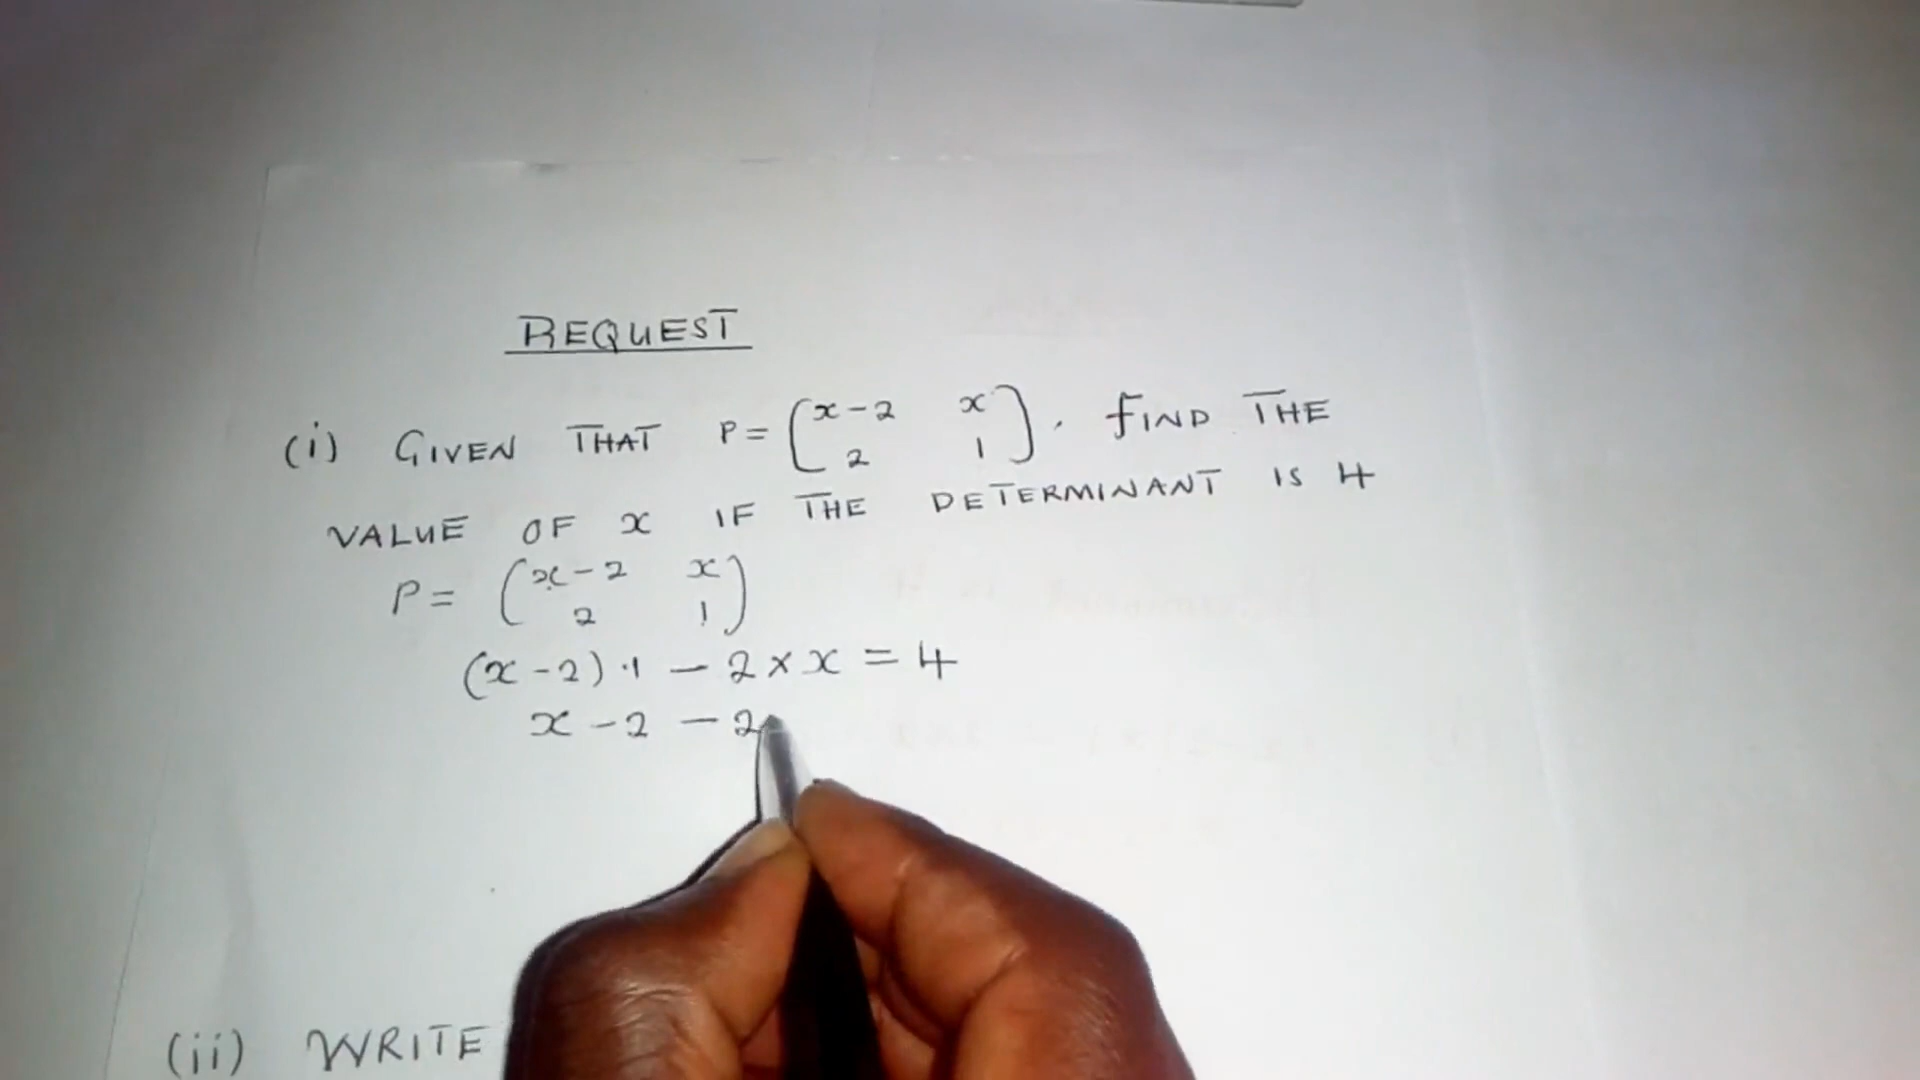 REQUEST
(i) GIVEN THAT P = (x - 2 x
2 1). FIND THE
VALUE OF x IF THE DETERMINANT IS 4
P = (x - 2 x
2 1)
(x - 2) · 1 - 2 × x = 4
x - 2 - 2
(ii) WRITE